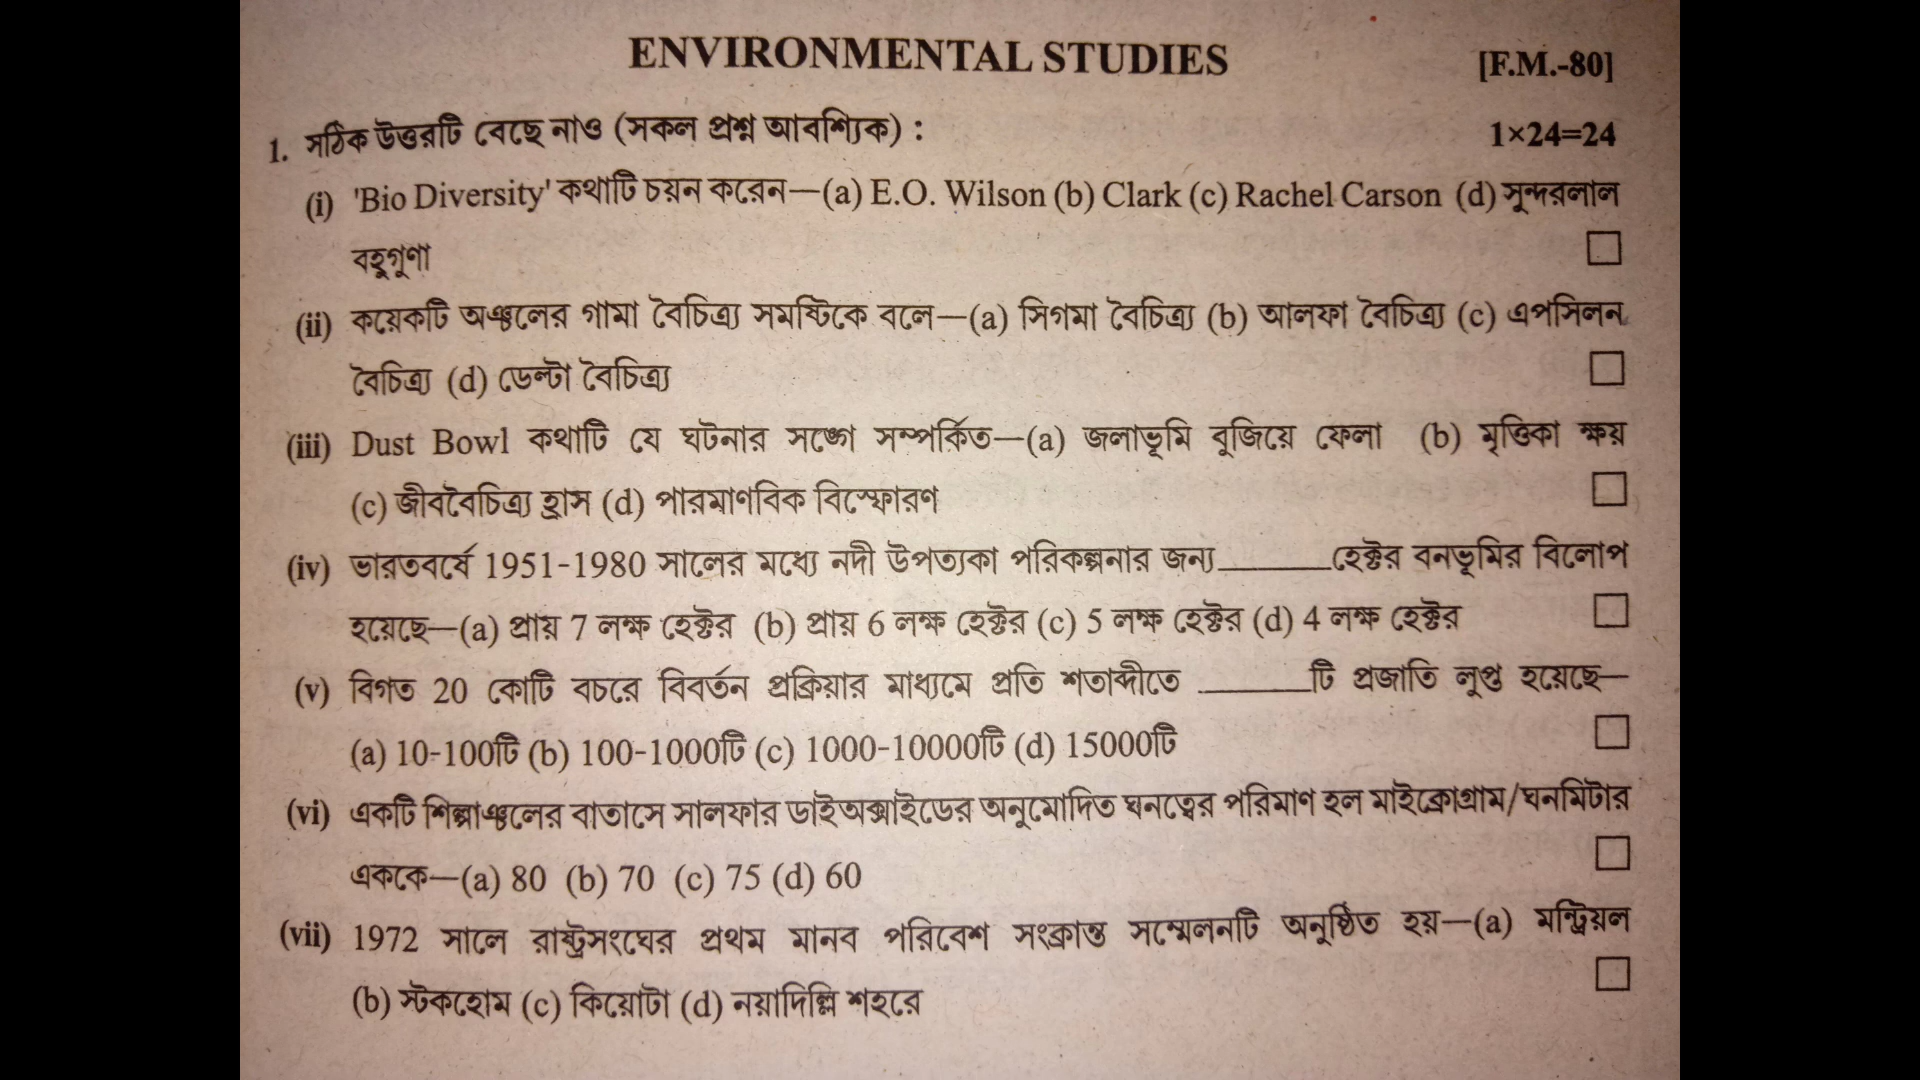 ENVIRONMENTAL STUDIES [F.M.-80]
1. সঠিক উত্তরটি বেছে নাও (সকল প্রশ্ন আবশ্যিক) : 1×24=24
(i) 'Bio Diversity' কথাটি চয়ন করেন—(a) E.O. Wilson (b) Clark (c) Rachel Carson (d) সুন্দরলাল
বহুগুণা
(ii) কয়েকটি অঞ্চলের গামা বৈচিত্র্য সমষ্টিকে বলে—(a) সিগমা বৈচিত্র্য (b) আলফা বৈচিত্র্য (c) এপসিলন
বৈচিত্র্য (d) ডেল্টা বৈচিত্র্য
(iii) Dust Bowl কথাটি যে ঘটনার সঙ্গে সম্পর্কিত—(a) জলাভূমি বুজিয়ে ফেলা (b) মৃত্তিকা ক্ষয়
(c) জীববৈচিত্র্য হ্রাস (d) পারমাণবিক বিস্ফোরণ
(iv) ভারতবর্ষে 1951-1980 সালের মধ্যে নদী উপত্যকা পরিকল্পনার জন্য_______হেক্টর বনভূমির বিলোপ
হয়েছে—(a) প্রায় 7 লক্ষ হেক্টর (b) প্রায় 6 লক্ষ হেক্টর (c) 5 লক্ষ হেক্টর (d) 4 লক্ষ হেক্টর
(v) বিগত 20 কোটি বচরে বিবর্তন প্রক্রিয়ার মাধ্যমে প্রতি শতাব্দীতে _______টি প্রজাতি লুপ্ত হয়েছে—
(a) 10-100টি (b) 100-1000টি (c) 1000-10000টি (d) 15000টি
(vi) একটি শিল্পাঞ্চলের বাতাসে সালফার ডাইঅক্সাইডের অনুমোদিত ঘনত্বের পরিমাণ হল মাইক্রোগ্রাম/ঘনমিটার
এককে—(a) 80 (b) 70 (c) 75 (d) 60
(vii) 1972 সালে রাষ্ট্রসংঘের প্রথম মানব পরিবেশ সংক্রান্ত সম্মেলনটি অনুষ্ঠিত হয়—(a) মন্ট্রিয়ল
(b) স্টকহোম (c) কিয়োটো (d) নয়াদিল্লি শহরে